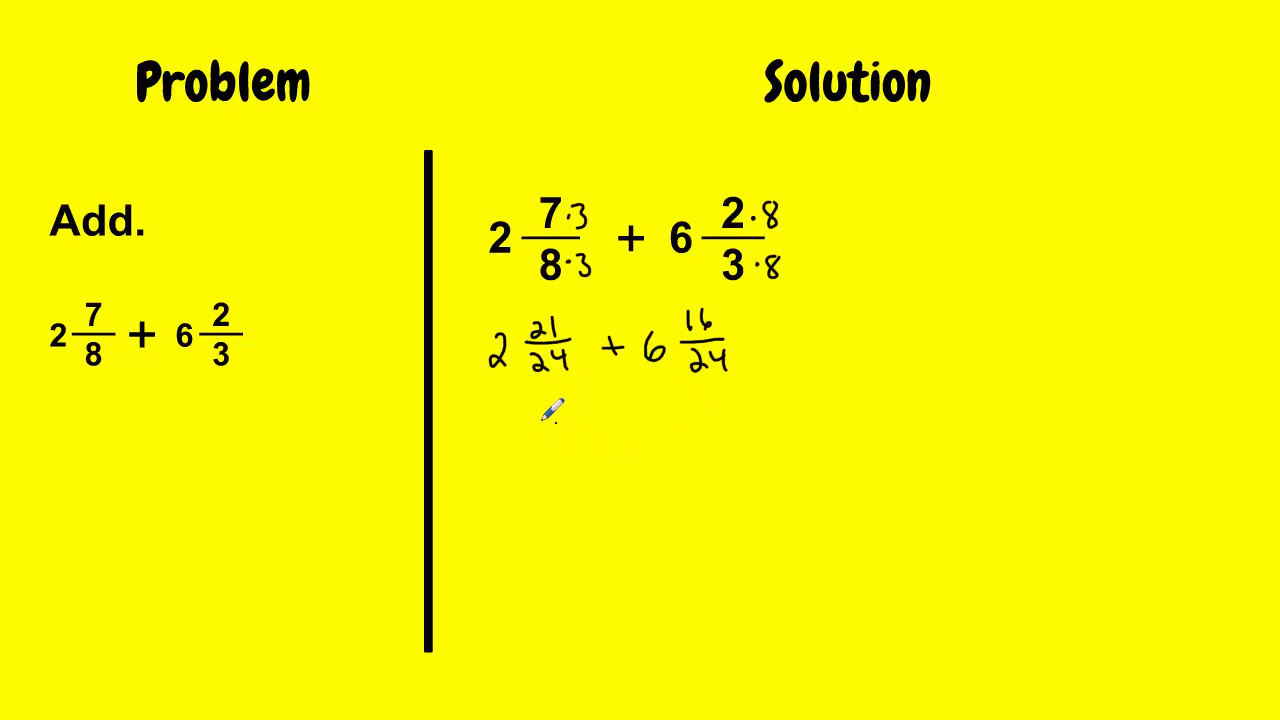 Problem
Solution
Add.
2 7/8 + 6 2/3
2 7·3/8·3 + 6 2·8/3·8
2 21/24 + 6 16/24